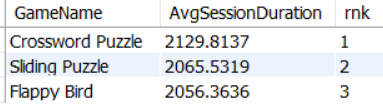 GameName AvgSessionDuration rnk
Crossword Puzzle 2129.8137 1
Sliding Puzzle 2065.5319 2
Flappy Bird 2056.3636 3